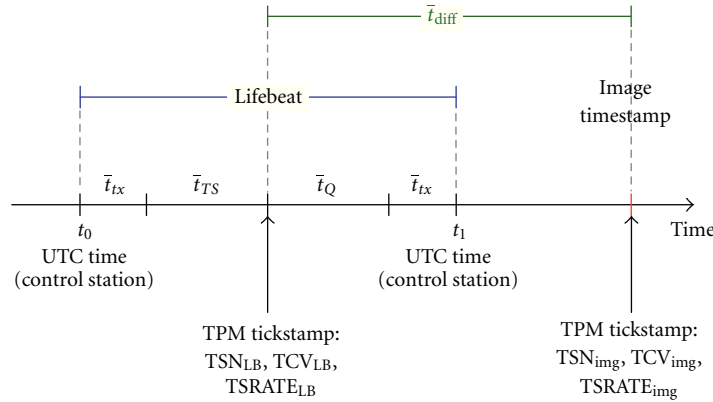 t̅diff
Lifebeat
Image
timestamp
t̅tx
t̅TS
t̅Q
t̅tx
t0
t1
Time
UTC time
(control station)
UTC time
(control station)
TPM tickstamp:
TSNLB, TCVLB,
TSRATELB
TPM tickstamp:
TSNimg, TCVimg,
TSRATEimg